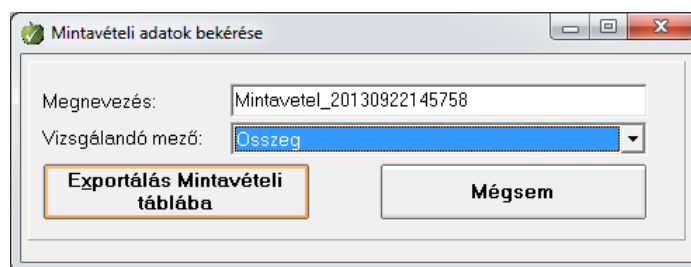 Mintavételi adatok bekérése
Megnevezés: Mintavetel_20130922145758
Vizsgálandó mező: Osszeg
Exportálás Mintavételi
táblába
Mégsem